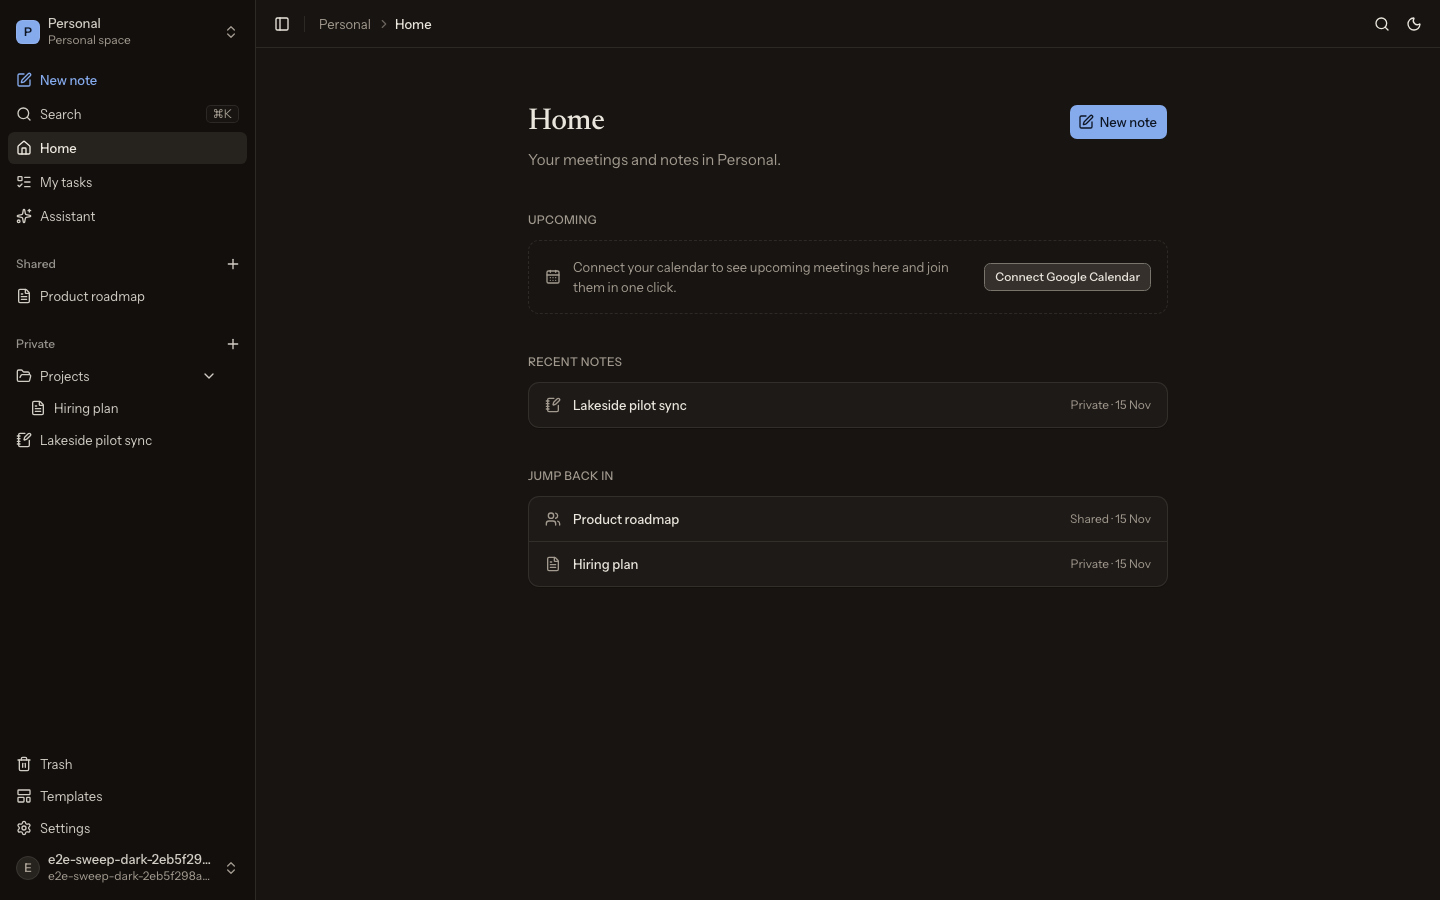 P
Personal
Personal space
New note
Search
⌘K
Home
My tasks
Assistant
Shared
Product roadmap
Private
Projects
Hiring plan
Lakeside pilot sync
Trash
Templates
Settings
E
e2e-sweep-dark-2eb5f29...
e2e-sweep-dark-2eb5f298a...
Personal
Home
Home
New note
Your meetings and notes in Personal.
UPCOMING
Connect your calendar to see upcoming meetings here and join
them in one click.
Connect Google Calendar
RECENT NOTES
Lakeside pilot sync
Private · 15 Nov
JUMP BACK IN
Product roadmap
Shared · 15 Nov
Hiring plan
Private · 15 Nov